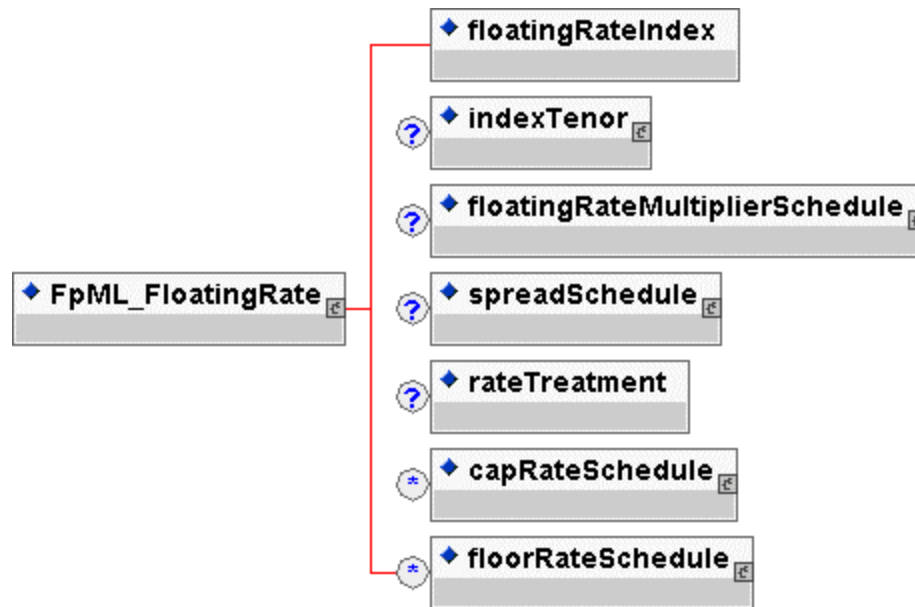 floatingRateIndex
? indexTenor
? floatingRateMultiplierSchedule
FpML_FloatingRate
? spreadSchedule
? rateTreatment
* capRateSchedule
* floorRateSchedule